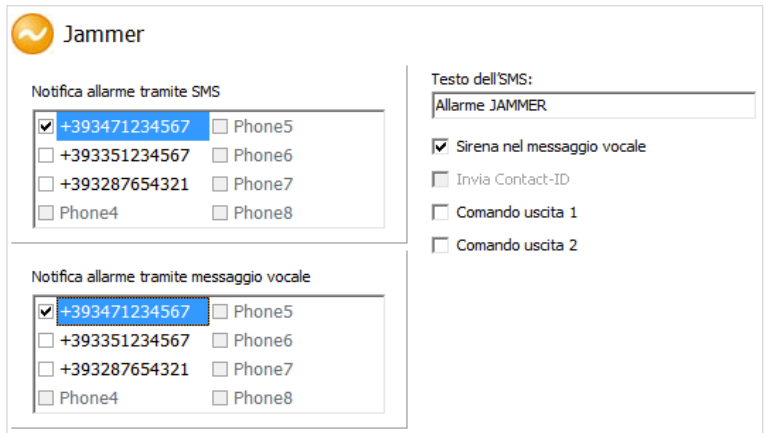 Jammer
Notifica allarme tramite SMS
+393471234567 Phone5
+393351234567 Phone6
+393287654321 Phone7
Phone4 Phone8
Notifica allarme tramite messaggio vocale
+393471234567 Phone5
+393351234567 Phone6
+393287654321 Phone7
Phone4 Phone8
Testo dell'SMS:
Allarme JAMMER
Sirena nel messaggio vocale
Invia Contact-ID
Comando uscita 1
Comando uscita 2